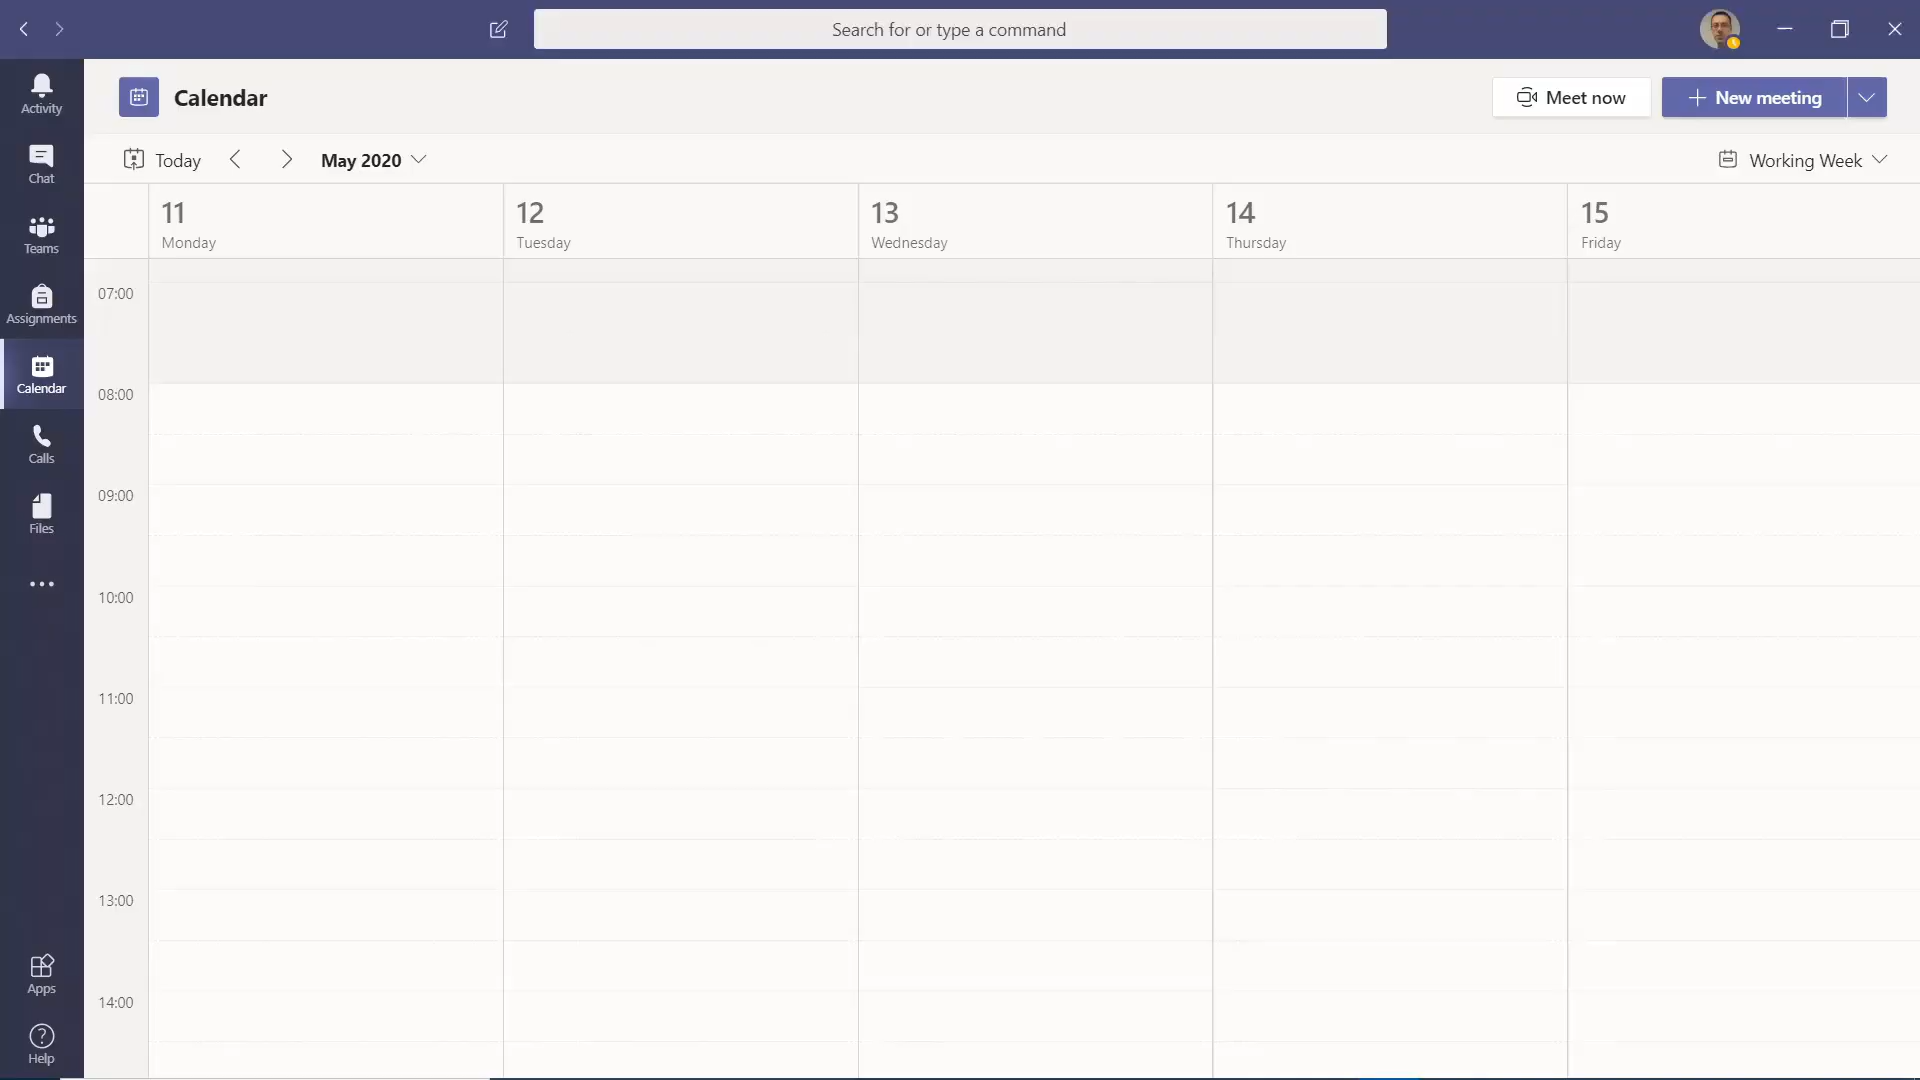 Search for or type a command
Activity
Chat
Teams
Assignments
Calendar
Calls
Files
Apps
Help
Calendar
Meet now
New meeting
Today
May 2020
Working Week
11
Monday
12
Tuesday
13
Wednesday
14
Thursday
15
Friday
07:00
08:00
09:00
10:00
11:00
12:00
13:00
14:00